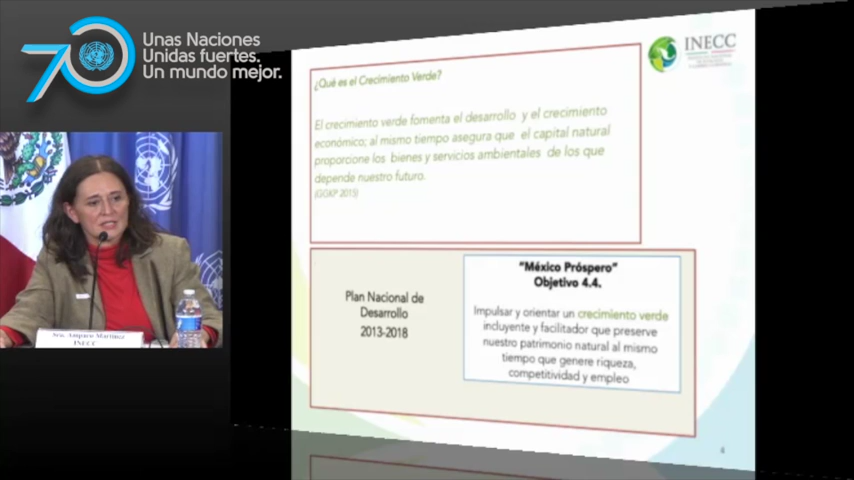 70
Unas Naciones
Unidas fuertes.
Un mundo mejor.
INECC
¿Qué es el Crecimiento Verde?
El crecimiento verde fomenta el desarrollo y el crecimiento
económico; al mismo tiempo asegura que el capital natural
proporcione los bienes y servicios ambientales de los que
depende nuestro futuro.
(GGKP 2013)
Plan Nacional de
Desarrollo
2013-2018
"México Próspero"
Objetivo 4.4.
Impulsar y orientar un crecimiento verde
incluyente y facilitador que preserve
nuestro patrimonio natural al mismo
tiempo que genere riqueza,
competitividad y empleo
Amparo Martínez
INECC